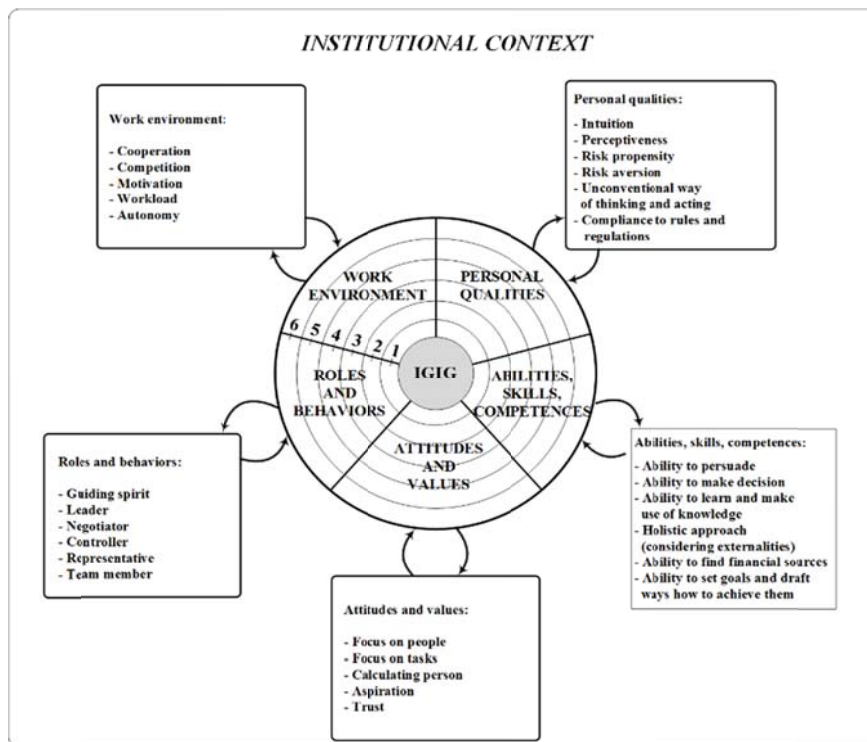 INSTITUTIONAL CONTEXT
Work environment:
- Cooperation
- Competition
- Motivation
- Workload
- Autonomy
Personal qualities:
- Intuition
- Perceptiveness
- Risk propensity
- Risk aversion
- Unconventional way
of thinking and acting
- Compliance to rules and
regulations
WORK
ENVIRONMENT
PERSONAL
QUALITIES
6 5 4 3 2 1
IGIG
ROLES
AND
BEHAVIORS
ABILITIES,
SKILLS,
COMPETENCES
ATTITUDES
AND
VALUES
Roles and behaviors:
- Guiding spirit
- Leader
- Negotiator
- Controller
- Representative
- Team member
Abilities, skills, competences:
- Ability to persuade
- Ability to make decision
- Ability to learn and make
use of knowledge
- Holistic approach
(considering externalities)
- Ability to find financial sources
- Ability to set goals and draft
ways how to achieve them
Attitudes and values:
- Focus on people
- Focus on tasks
- Calculating person
- Aspiration
- Trust